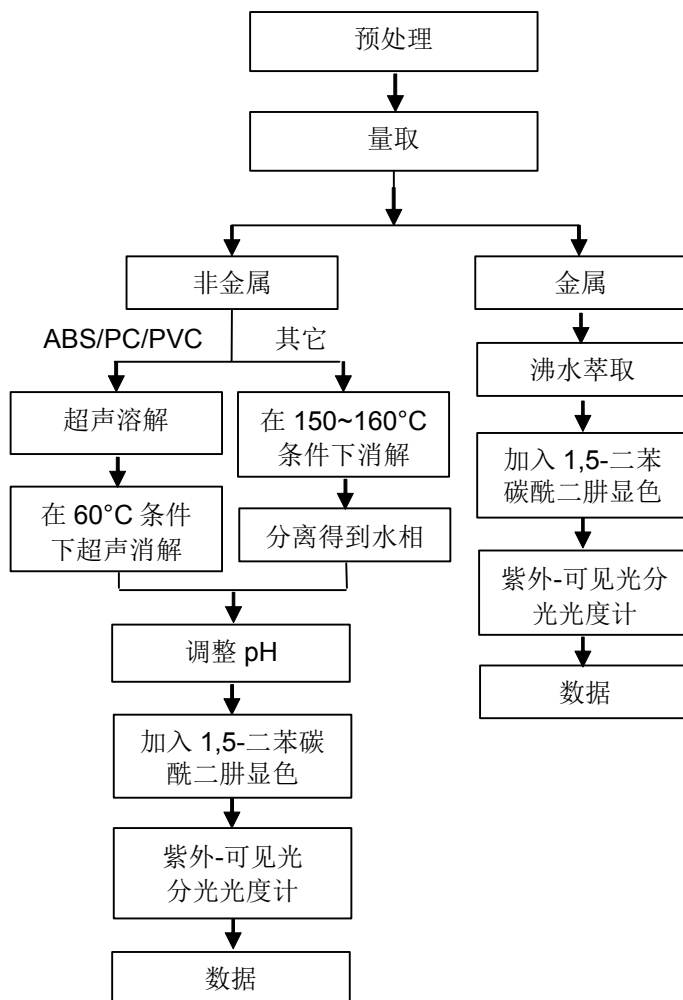 预处理
量取
非金属
金属
ABS/PC/PVC
其它
沸水萃取
超声溶解
在 150~160°C
条件下消解
加入 1,5-二苯
碳酰二肼显色
在 60°C 条件
下超声消解
分离得到水相
紫外-可见光分
光光度计
调整 pH
数据
加入 1,5-二苯碳
酰二肼显色
紫外-可见光
分光光度计
数据